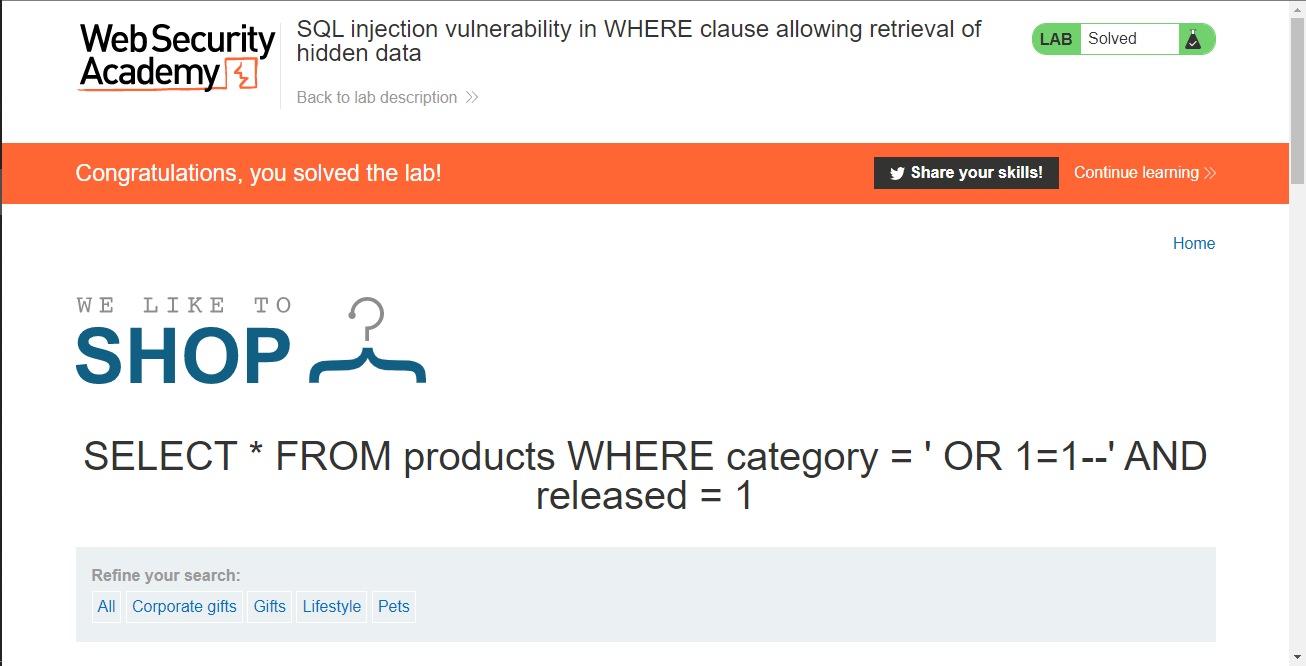 Web Security
Academy
SQL injection vulnerability in WHERE clause allowing retrieval of
hidden data
Back to lab description
LAB Solved
Congratulations, you solved the lab!
Share your skills!
Continue learning
Home
WE LIKE TO
SHOP
SELECT * FROM products WHERE category = ' OR 1=1--' AND
released = 1
Refine your search:
All Corporate gifts Gifts Lifestyle Pets